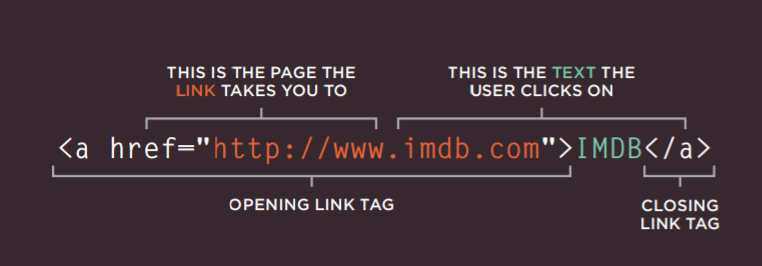 THIS IS THE PAGE THE
LINK TAKES YOU TO
THIS IS THE TEXT THE
USER CLICKS ON
<a href="http://www.imdb.com">IMDB</a>
OPENING LINK TAG
CLOSING
LINK TAG